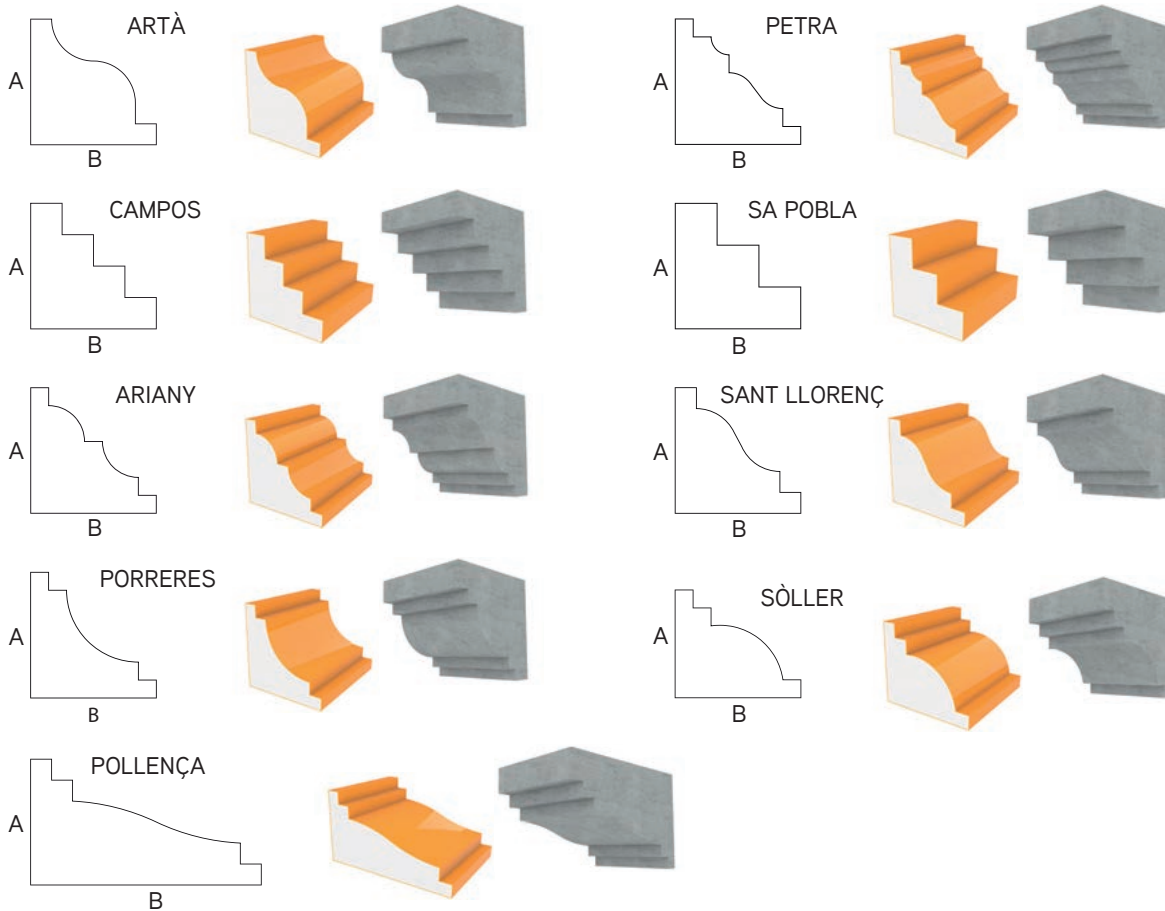 ARTÀ
A
B
PETRA
A
B
CAMPOS
A
B
SA POBLA
A
B
ARIANY
A
B
SANT LLORENÇ
A
B
PORRERES
A
B
SÒLLER
A
B
POLLENÇA
A
B